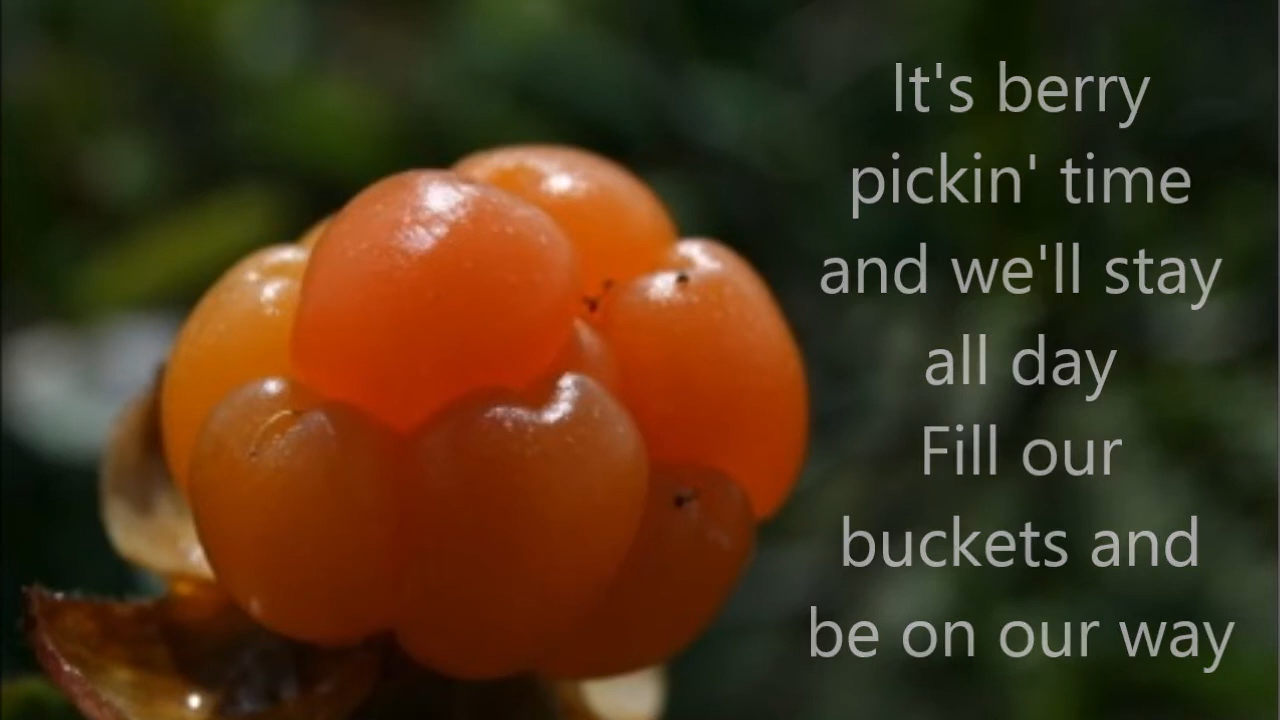 It's berry
pickin' time
and we'll stay
all day
Fill our
buckets and
be on our way